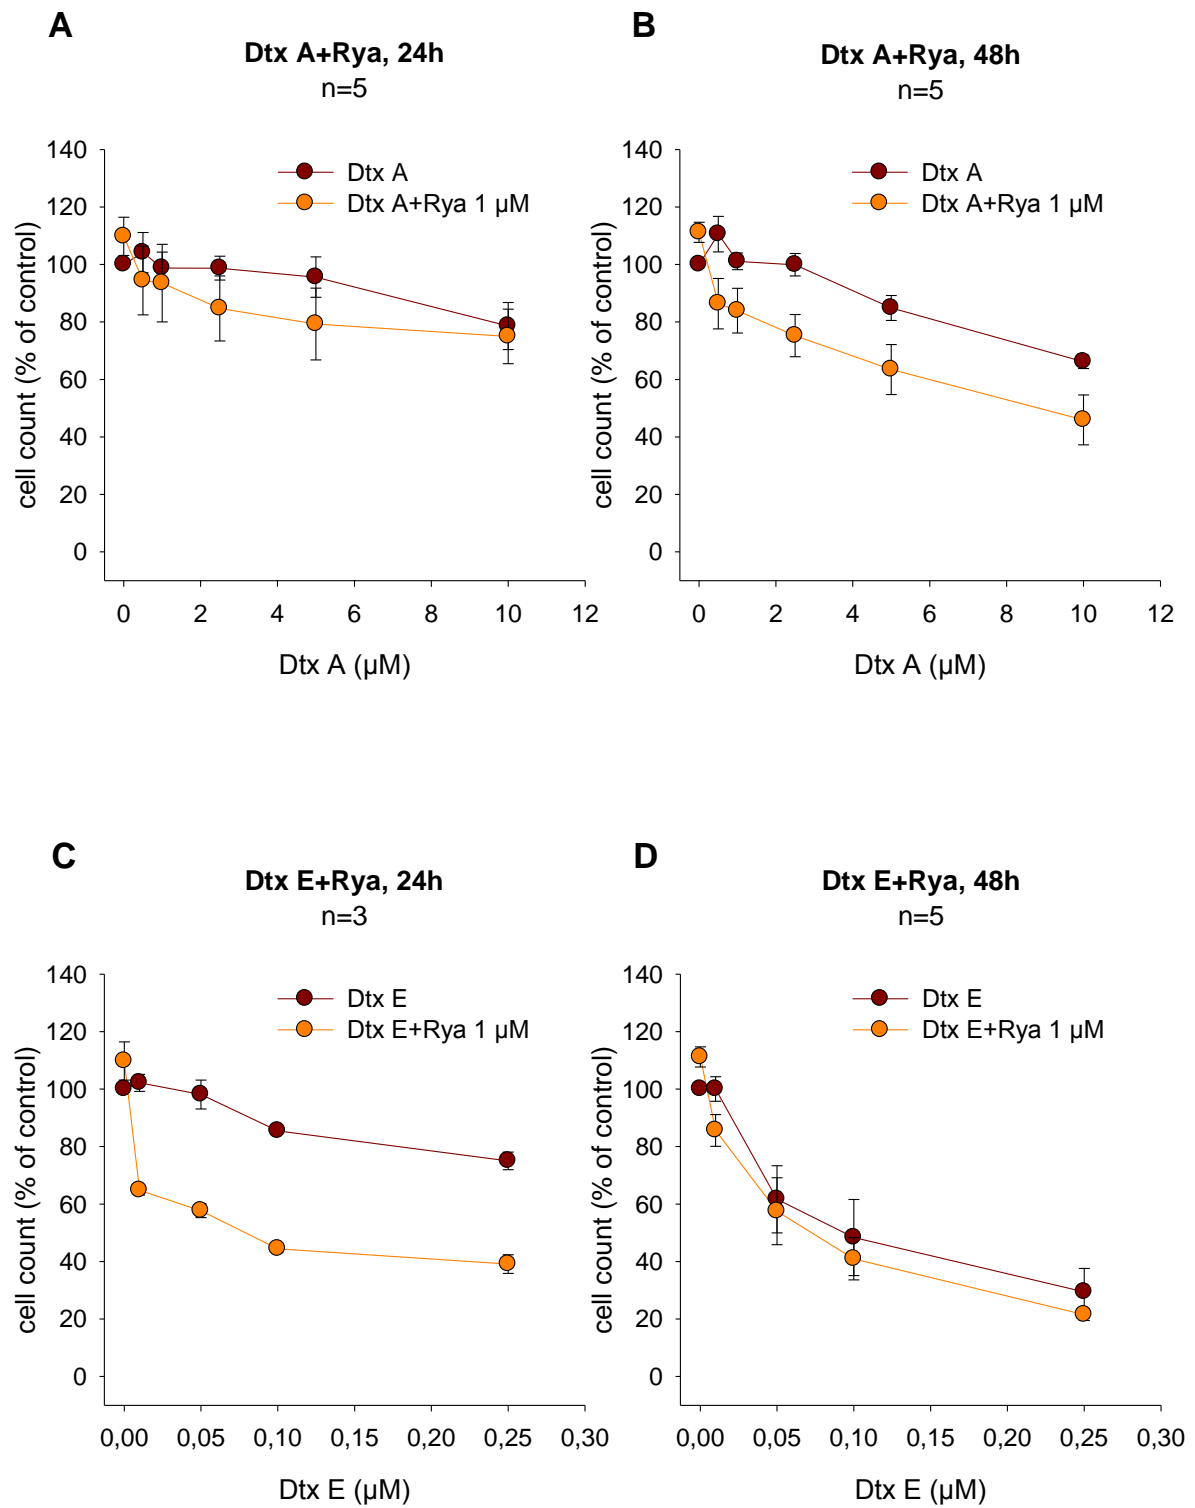 A
Dtx A+Rya, 24h
n=5
140
120
100
80
60
40
20
0
cell count (% of control)
Dtx A
Dtx A+Rya 1 µM
0 2 4 6 8 10 12
Dtx A (µM)
B
Dtx A+Rya, 48h
n=5
140
120
100
80
60
40
20
0
cell count (% of control)
Dtx A
Dtx A+Rya 1 µM
0 2 4 6 8 10 12
Dtx A (µM)
C
Dtx E+Rya, 24h
n=3
140
120
100
80
60
40
20
0
cell count (% of control)
Dtx E
Dtx E+Rya 1 µM
0,00 0,05 0,10 0,15 0,20 0,25 0,30
Dtx E (µM)
D
Dtx E+Rya, 48h
n=5
140
120
100
80
60
40
20
0
cell count (% of control)
Dtx E
Dtx E+Rya 1 µM
0,00 0,05 0,10 0,15 0,20 0,25 0,30
Dtx E (µM)